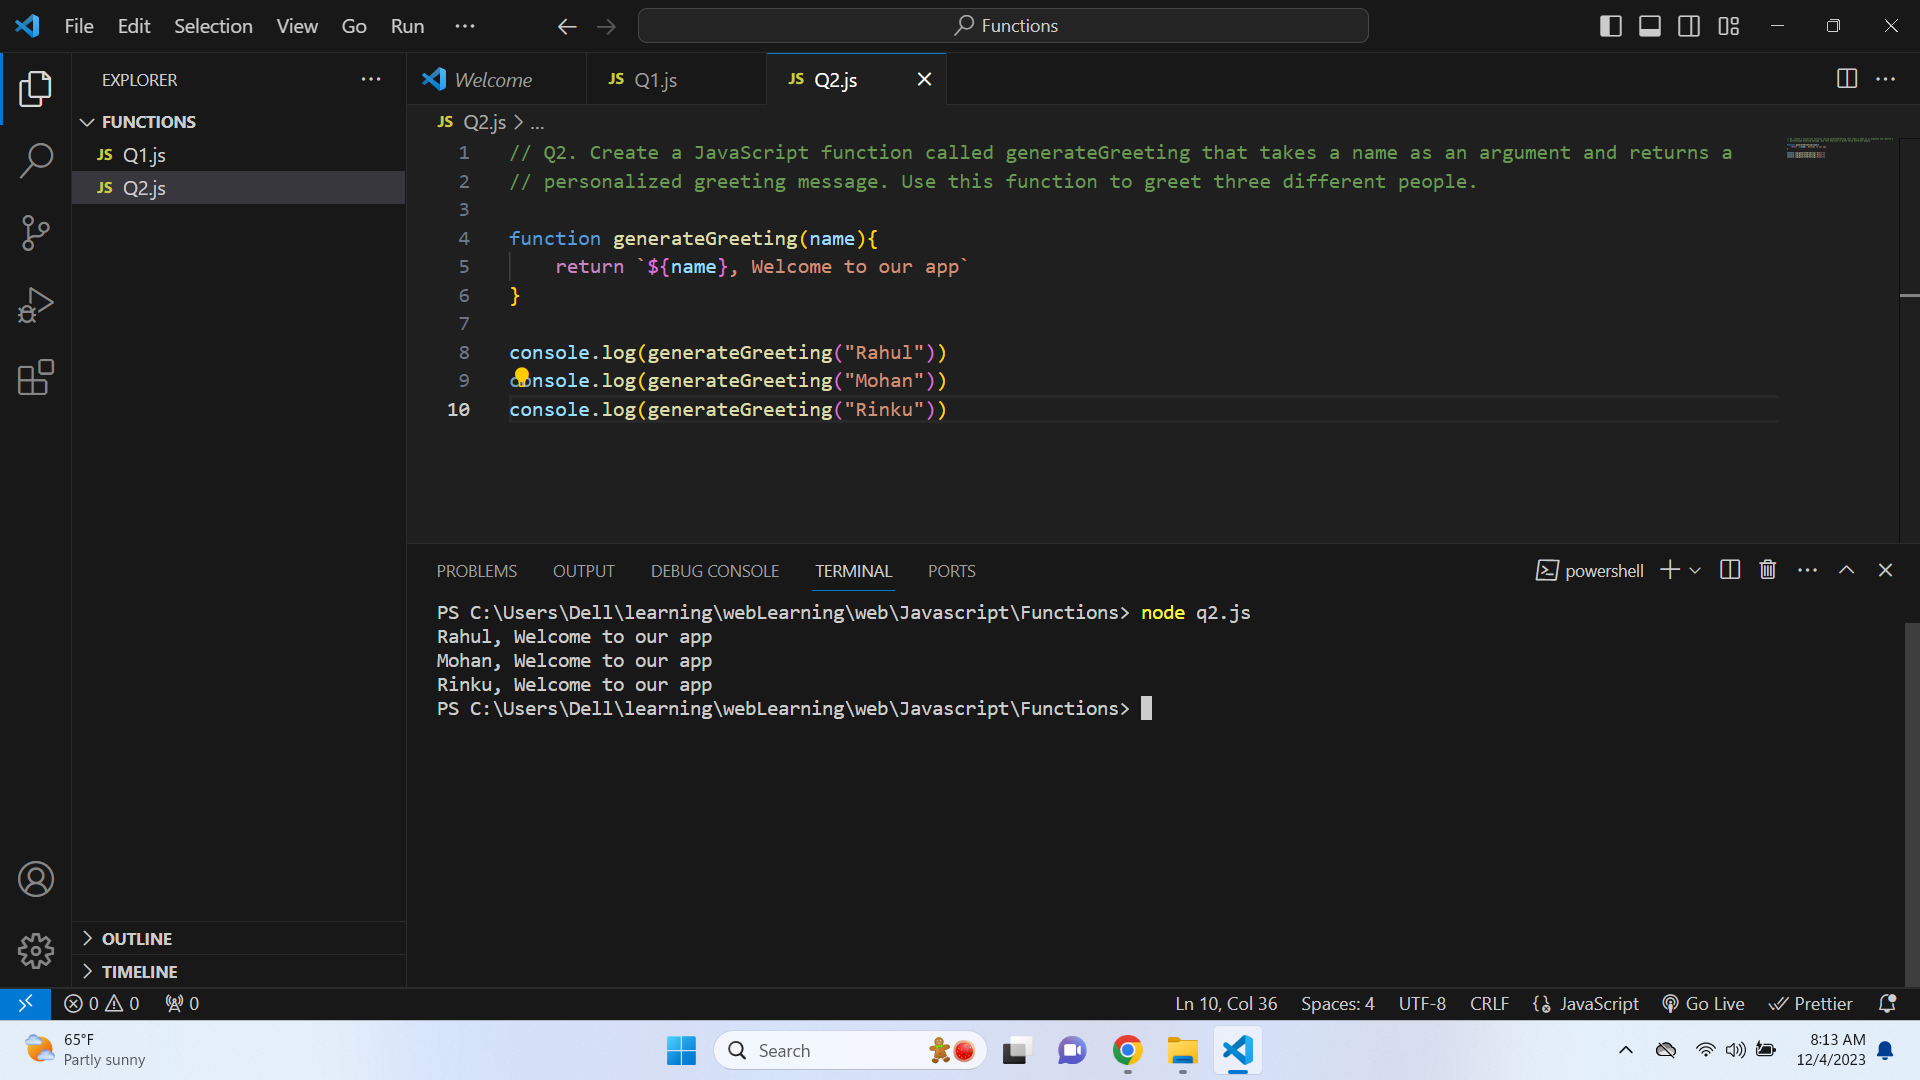 File Edit Selection View Go Run ···
Functions
EXPLORER ···
FUNCTIONS
JS Q1.js
JS Q2.js
OUTLINE
TIMELINE
Welcome JS Q1.js JS Q2.js
JS Q2.js > ...
1 // Q2. Create a JavaScript function called generateGreeting that takes a name as an argument and returns a
2 // personalized greeting message. Use this function to greet three different people.
3
4 function generateGreeting(name){
5 return `${name}, Welcome to our app`
6 }
7
8 console.log(generateGreeting("Rahul"))
9 console.log(generateGreeting("Mohan"))
10 console.log(generateGreeting("Rinku"))
PROBLEMS OUTPUT DEBUG CONSOLE TERMINAL PORTS powershell
PS C:\Users\Dell\learning\webLearning\web\Javascript\Functions> node q2.js
Rahul, Welcome to our app
Mohan, Welcome to our app
Rinku, Welcome to our app
PS C:\Users\Dell\learning\webLearning\web\Javascript\Functions>
0 0 0 Ln 10, Col 36 Spaces: 4 UTF-8 CRLF JavaScript Go Live Prettier
65°F
Partly sunny
Search
8:13 AM
12/4/2023